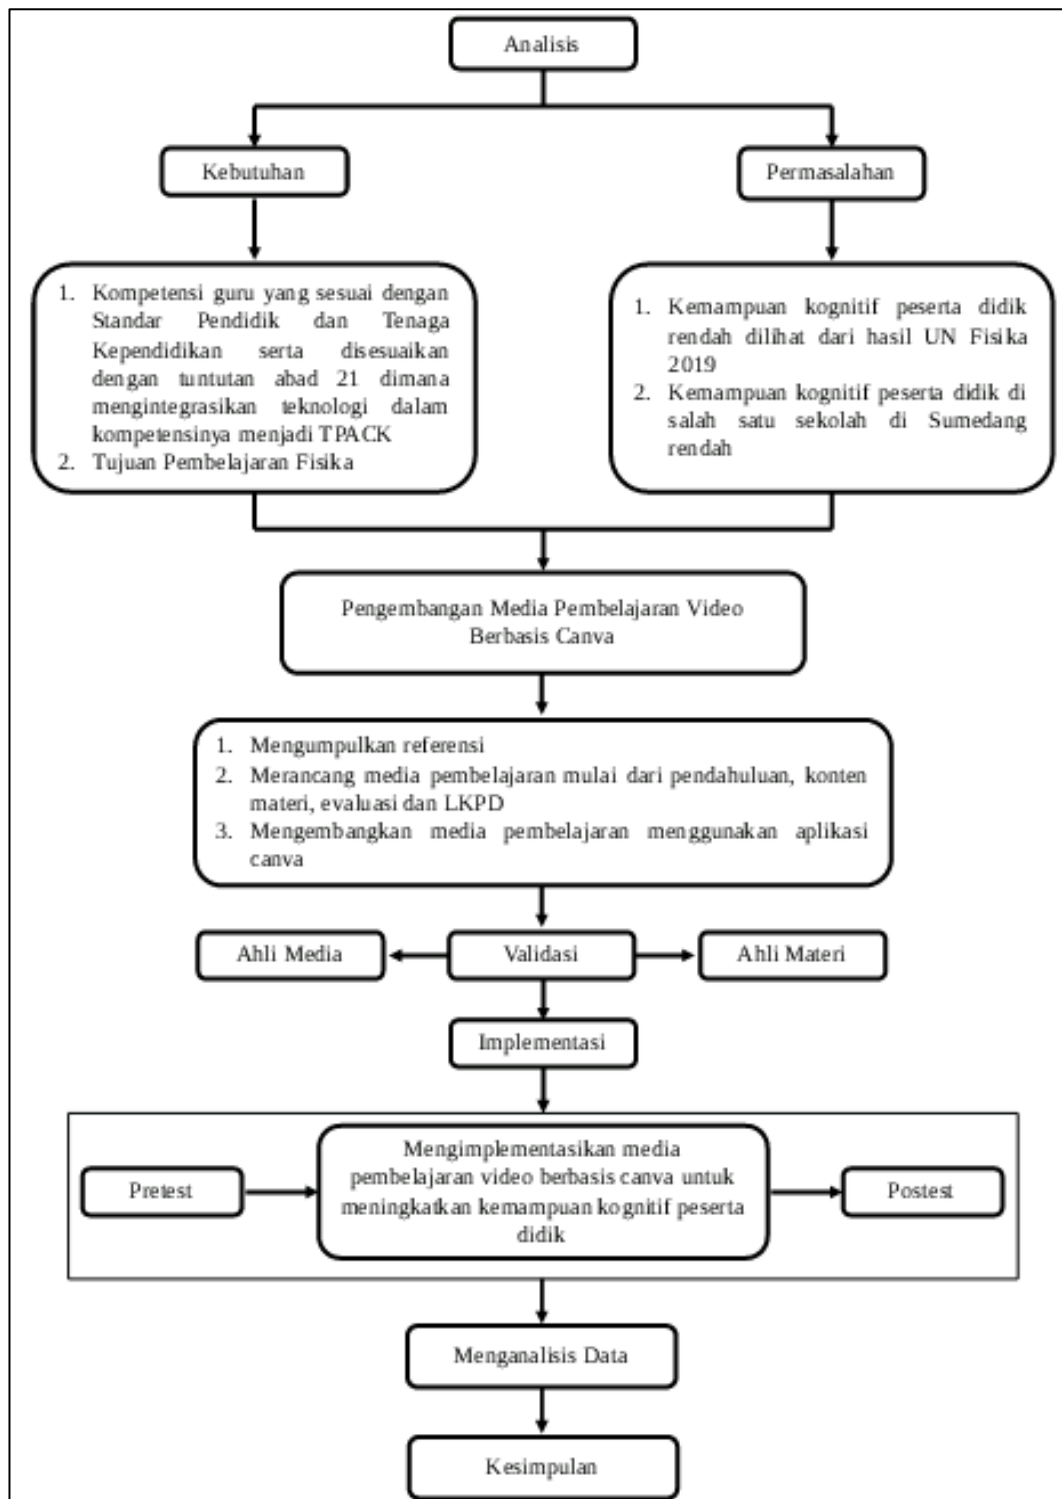 Analisis
Kebutuhan
Permasalahan
1. Kompetensi guru yang sesuai dengan
Standar Pendidik dan Tenaga
Kependidikan serta disesuaikan
dengan tuntutan abad 21 dimana
mengintegrasikan teknologi dalam
kompetensinya menjadi TPACK
2. Tujuan Pembelajaran Fisika
1. Kemampuan kognitif peserta didik
rendah dilihat dari hasil UN Fisika
2019
2. Kemampuan kognitif peserta didik di
salah satu sekolah di Sumedang
rendah
Pengembangan Media Pembelajaran Video
Berbasis Canva
1. Mengumpulkan referensi
2. Merancang media pembelajaran mulai dari pendahuluan, konten
materi, evaluasi dan LKPD
3. Mengembangkan media pembelajaran menggunakan aplikasi
canva
Ahli Media
Validasi
Ahli Materi
Implementasi
Pretest
Mengimplementasikan media
pembelajaran video berbasis canva untuk
meningkatkan kemampuan kognitif peserta
didik
Postest
Menganalisis Data
Kesimpulan